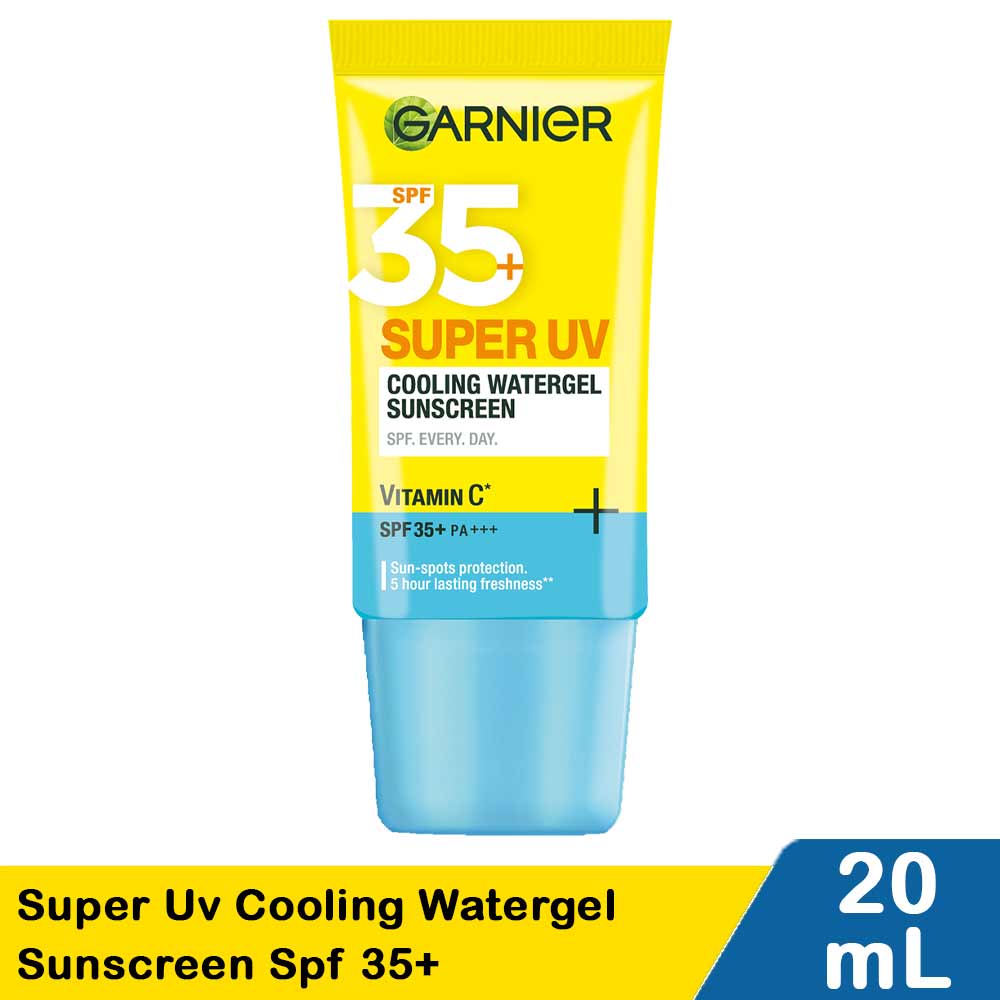 GARNIER
SPF
35+
SUPER UV
COOLING WATERGEL
SUNSCREEN
SPF. EVERY. DAY.
VITAMIN C*
SPF 35+ PA+++
Sun-spots protection.
5 hour lasting freshness**
Super Uv Cooling Watergel
Sunscreen Spf 35+
20
mL